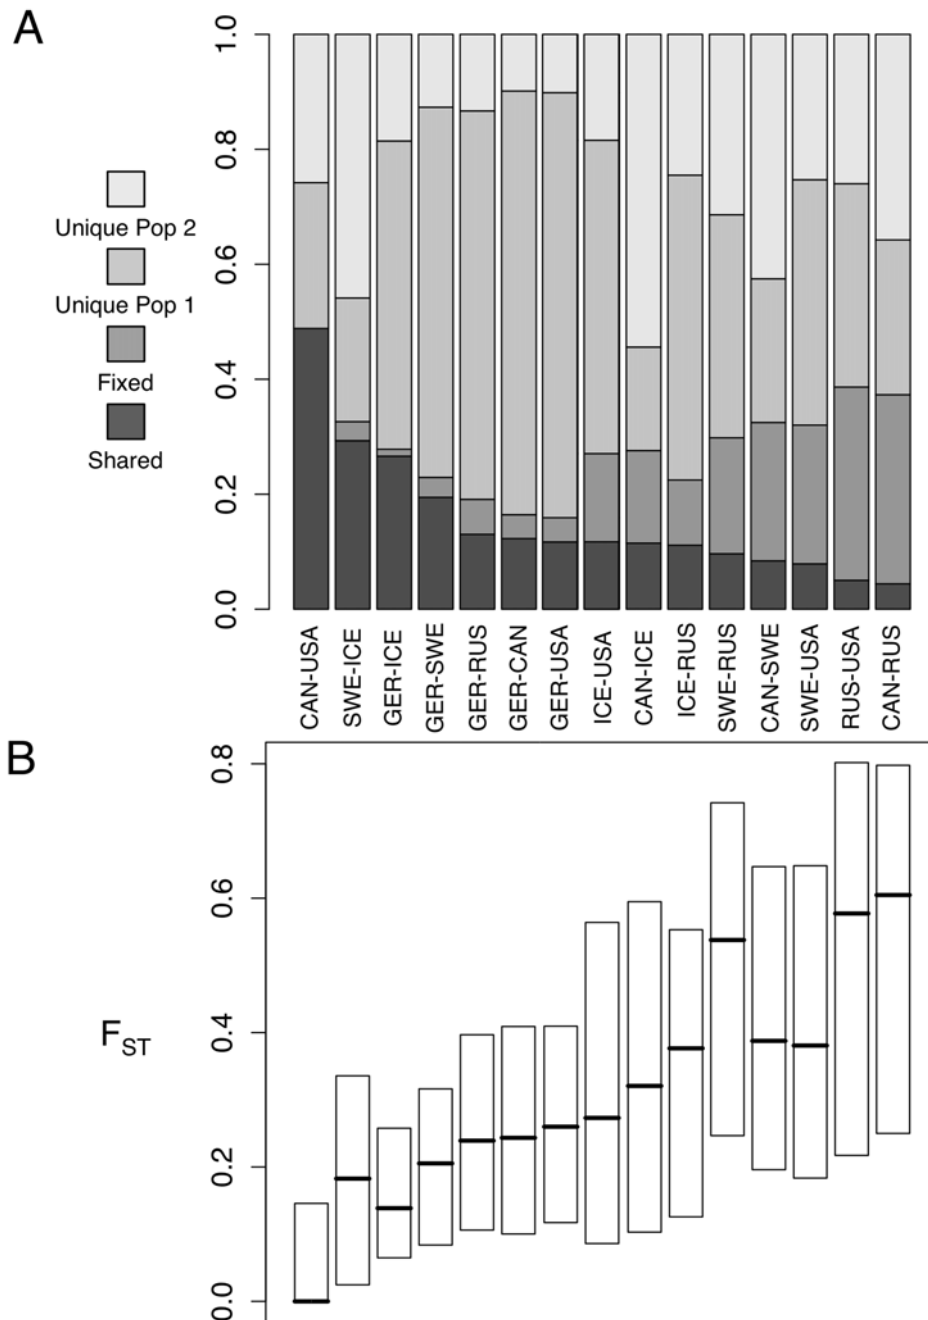 A
1.0
0.8
0.6
0.4
0.2
0.0
Unique Pop 2
Unique Pop 1
Fixed
Shared
CAN-USA
SWE-ICE
GER-ICE
GER-SWE
GER-RUS
GER-CAN
GER-USA
ICE-USA
CAN-ICE
ICE-RUS
SWE-RUS
CAN-SWE
SWE-USA
RUS-USA
CAN-RUS
B
0.8
0.6
0.4
0.2
0.0
FST